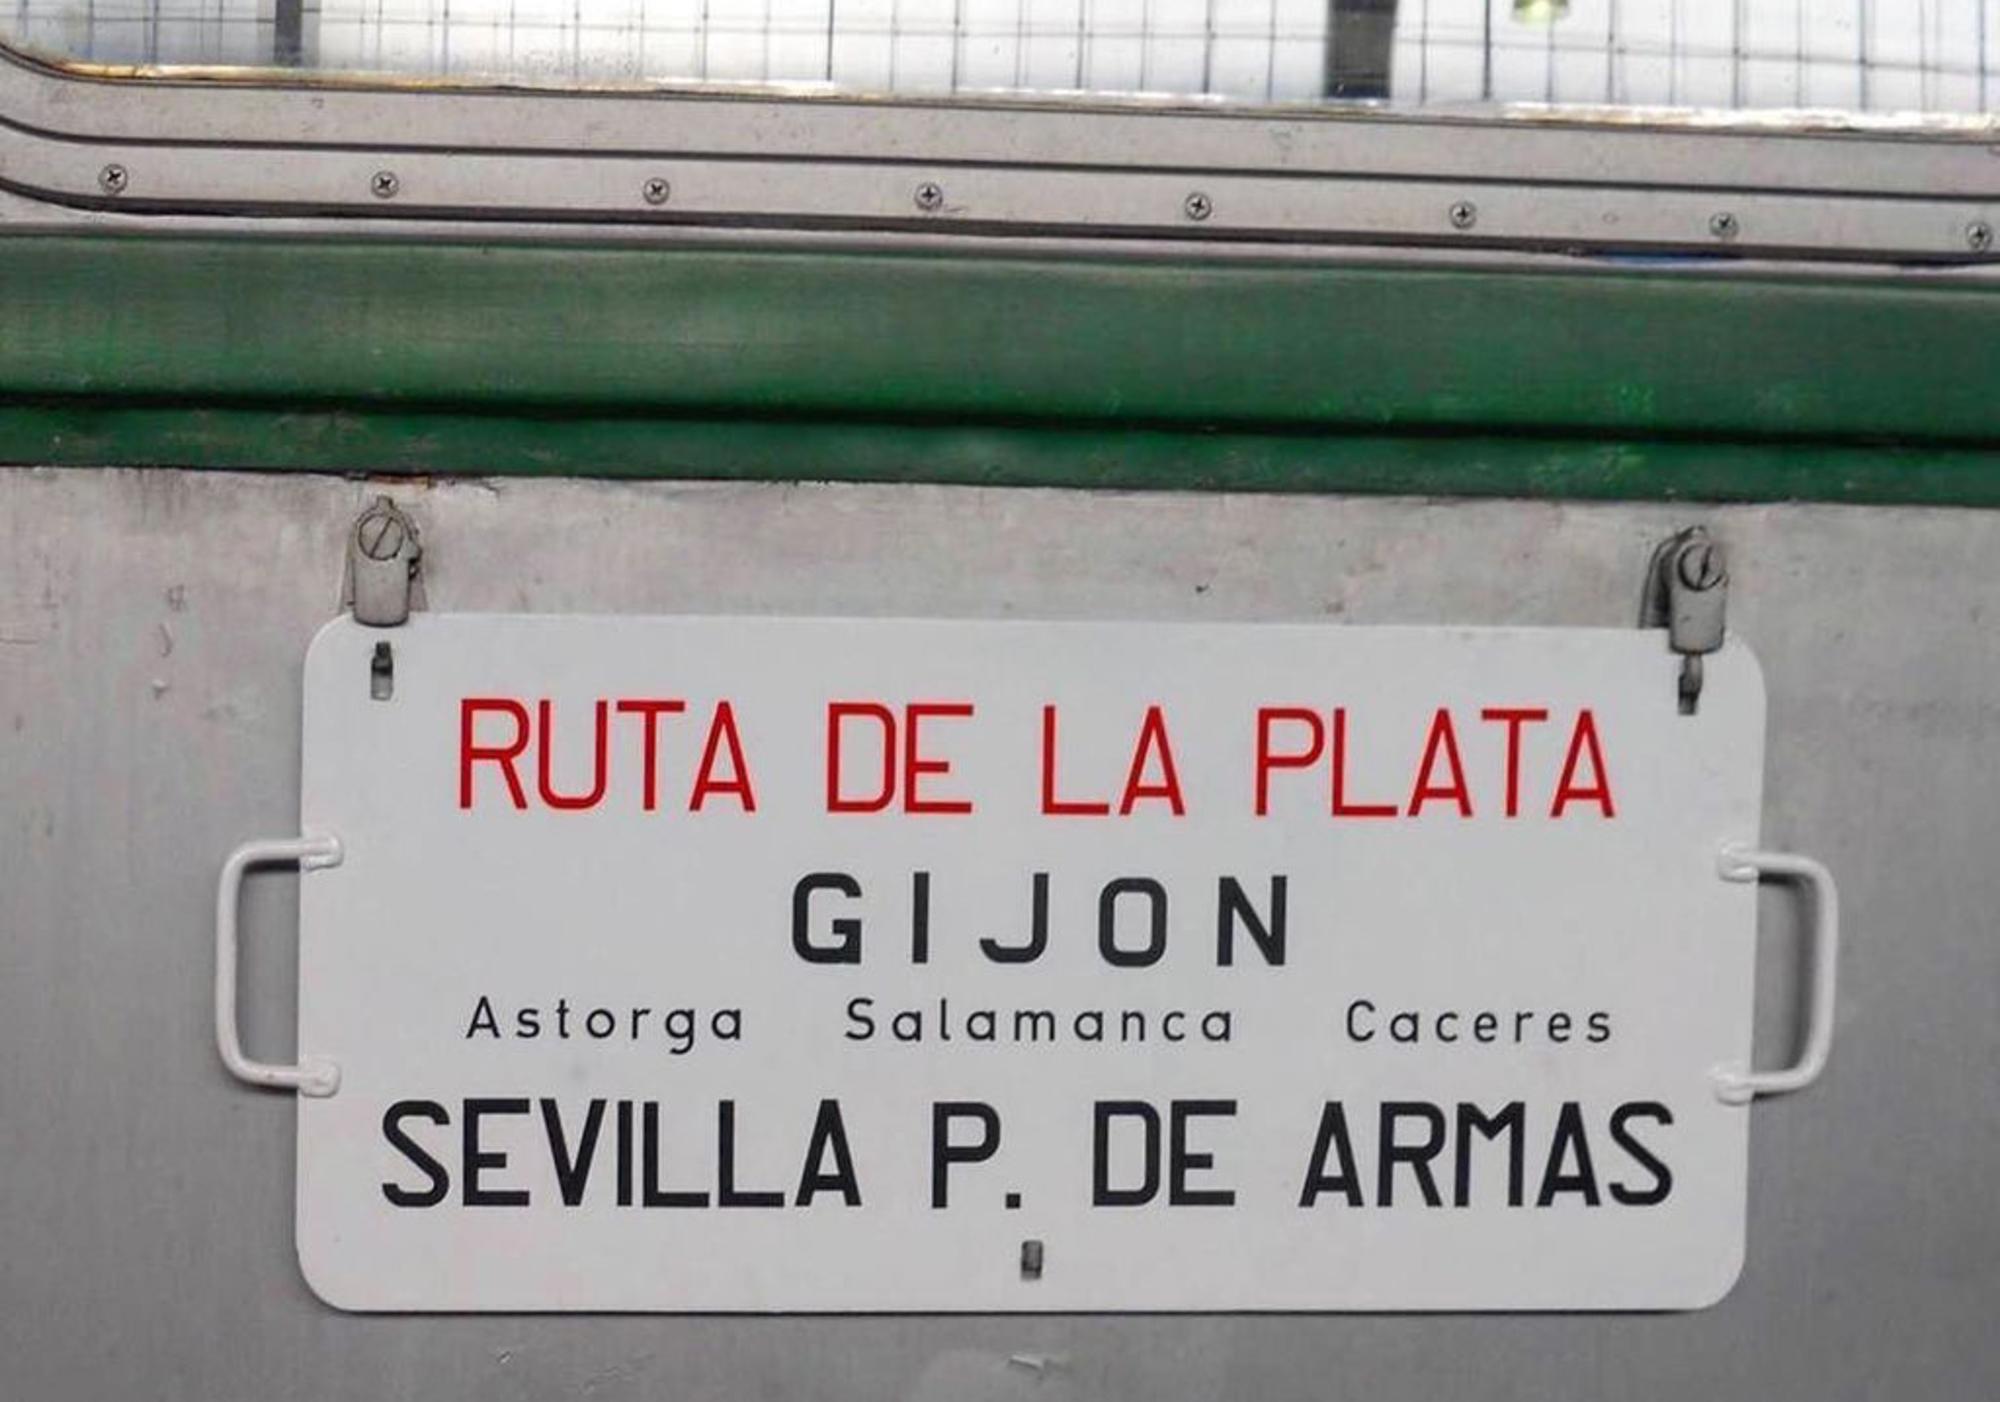 RUTA DE LA PLATA
GIJON
Astorga Salamanca Caceres
SEVILLA P. DE ARMAS